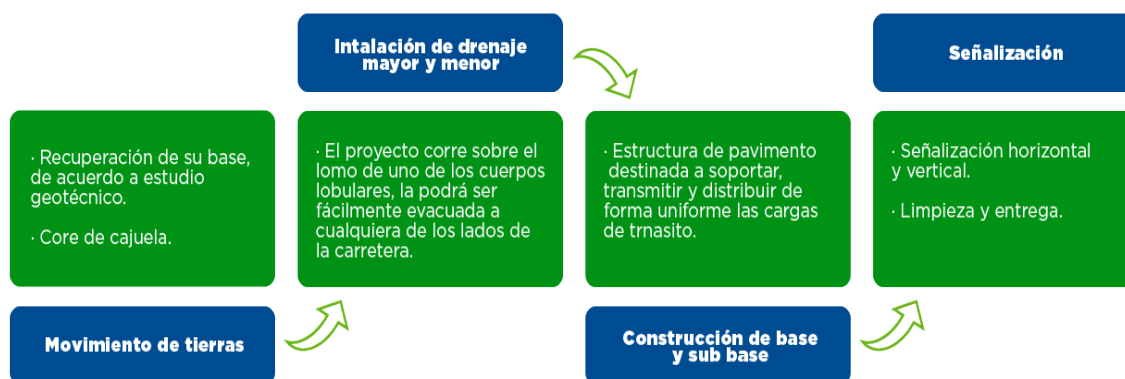 · Recuperación de su base,
de acuerdo a estudio
geotécnico.
· Core de cajuela.
Movimiento de tierras
Intalación de drenaje
mayor y menor
· El proyecto corre sobre el
lomo de uno de los cuerpos
lobulares, la podrá ser
fácilmente evacuada a
cualquiera de los lados de
la carretera.
· Estructura de pavimento
destinada a soportar,
transmitir y distribuir de
forma uniforme las cargas
de trnasito.
Construcción de base
y sub base
Señalización
· Señalización horizontal
y vertical.
· Limpieza y entrega.